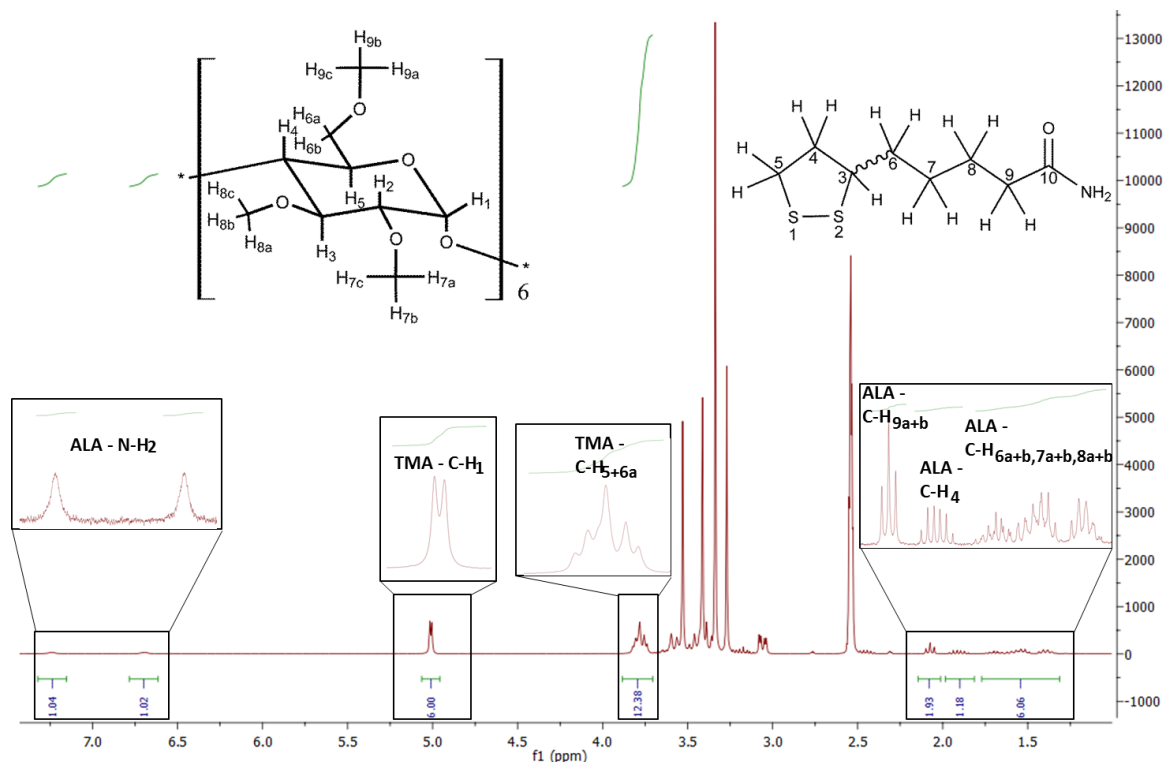 H9b
H9c
H9a
O
H6a
H4
H6b
O
*
H8c
O
H2
H5
H1
H8b
H8a
H3
O
O
*
H7c
H7a
6
H7b
H
H
H
H
H
H
O
H
5
4
6
7
8
9
10
3
NH2
H
H
S
S
1
2
H
H
H
H
ALA - N-H2
TMA - C-H1
TMA -
C-H5+6a
ALA -
C-H9a+b
ALA -
C-H4
ALA -
C-H6a+b,7a+b,8a+b
13000
12000
11000
10000
9000
8000
7000
6000
5000
4000
3000
2000
1000
0
-1000
1.04
1.02
6.00
12.38
1.93
1.18
6.06
7.0
6.5
6.0
5.5
5.0
4.5
4.0
3.5
3.0
2.5
2.0
1.5
f1 (ppm)